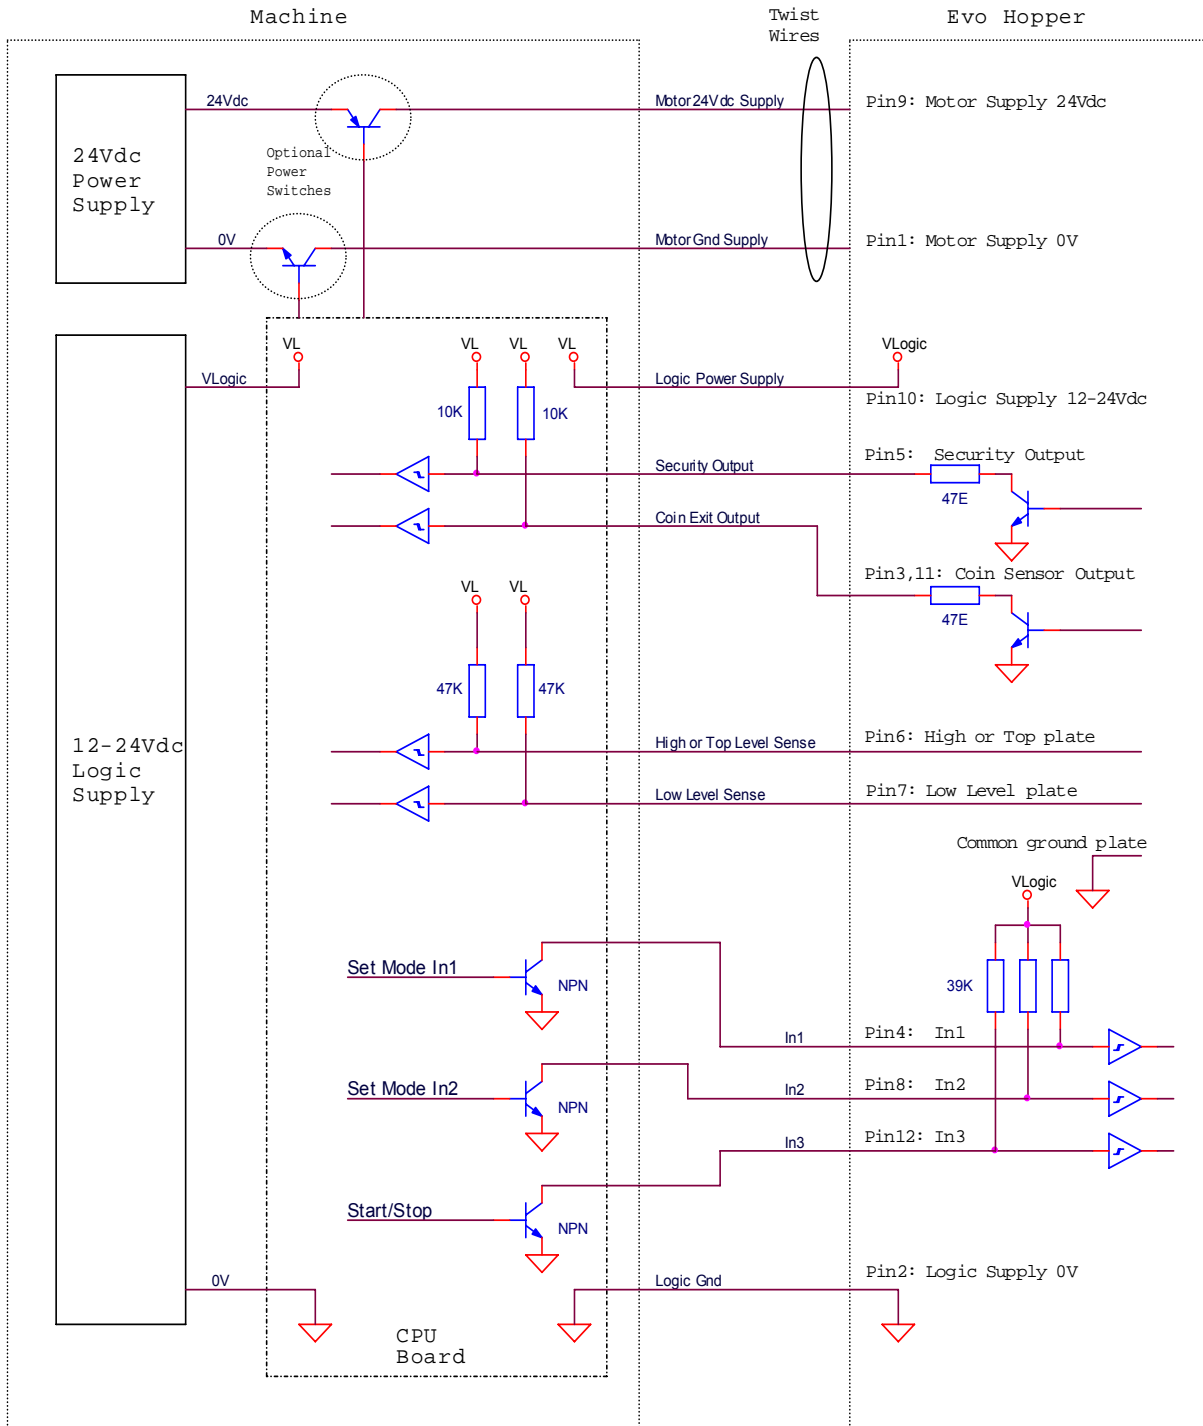 Machine
Twist
Wires
Evo Hopper
24Vdc
Motor 24Vdc Supply
Pin9: Motor Supply 24Vdc
24Vdc
Power
Supply
Optional
Power
Switches
0V
Motor Gnd Supply
Pin1: Motor Supply 0V
VL
VL
VL
VL
VLogic
VLogic
Logic Power Supply
Pin10: Logic Supply 12-24Vdc
10K
10K
Security Output
Pin5: Security Output
47E
Coin Exit Output
Pin3,11: Coin Sensor Output
47E
VL
VL
47K
47K
12-24Vdc
Logic
Supply
High or Top Level Sense
Pin6: High or Top plate
Low Level Sense
Pin7: Low Level plate
Common ground plate
VLogic
Set Mode In1
NPN
39K
In1
Pin4: In1
Set Mode In2
NPN
In2
Pin8: In2
In3
Pin12: In3
Start/Stop
NPN
0V
Logic Gnd
Pin2: Logic Supply 0V
CPU
Board